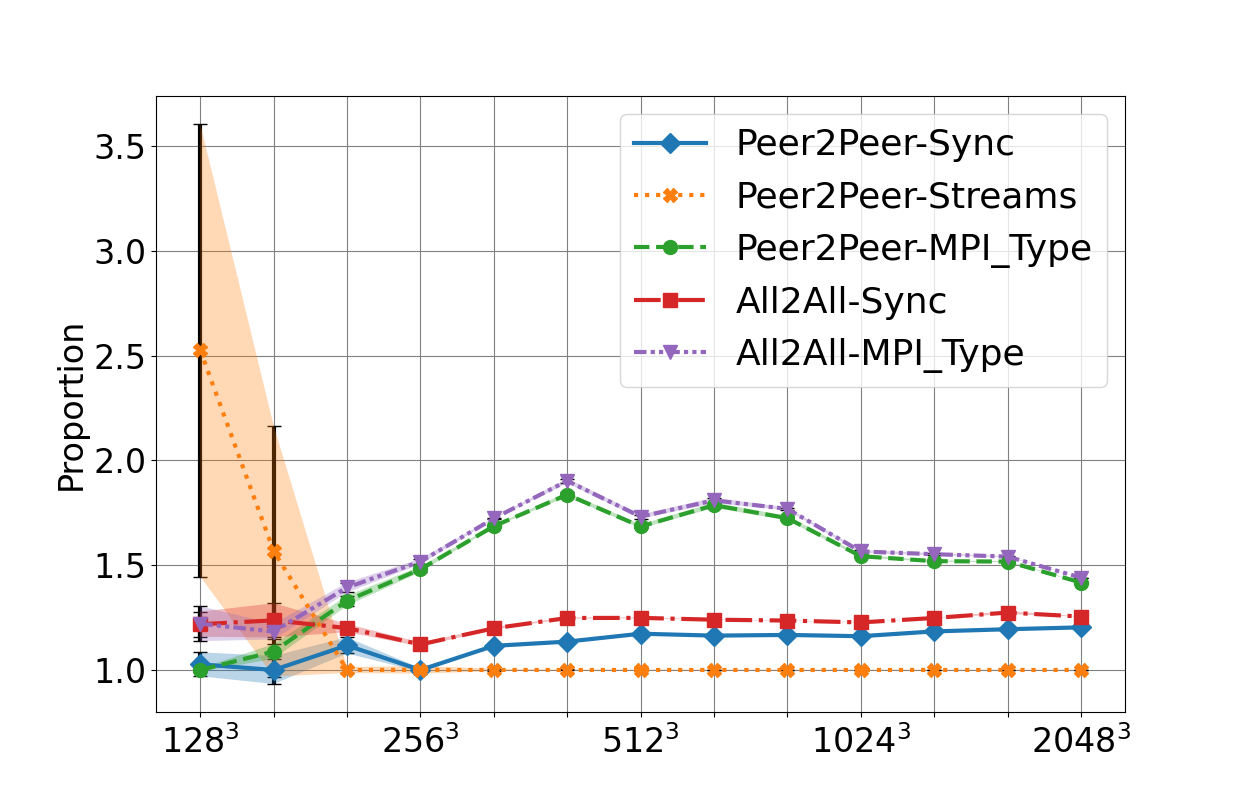 Proportion
3.5
3.0
2.5
2.0
1.5
1.0
128³
256³
512³
1024³
2048³
Peer2Peer-Sync
Peer2Peer-Streams
Peer2Peer-MPI_Type
All2All-Sync
All2All-MPI_Type